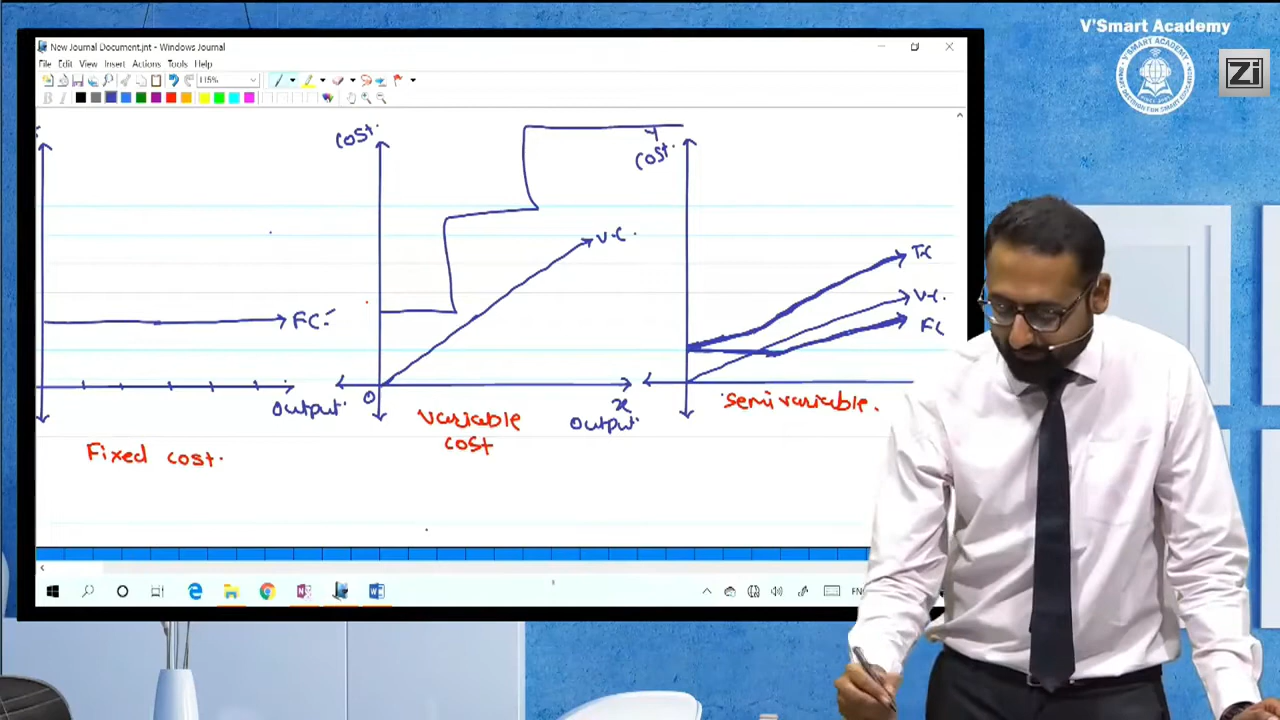 V'Smart Academy
New Journal Document.jnt - Windows Journal
File Edit View Insert Actions Tools Help
115%
Zi
Cost.
y
Cost.
FC
V.C.
TC
V.C.
FC
O
Output.
x
Output.
Fixed cost.
Variable
cost
Semivariable.